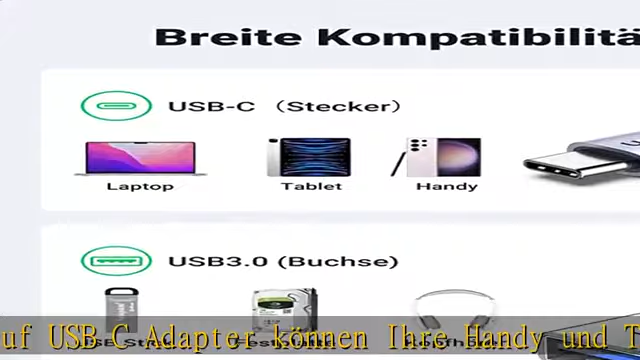 Breite Kompatibilitä
USB-C (Stecker)
Laptop Tablet Handy
USB3.0 (Buchse)
uf USB C Adapter können Ihre Handy und T